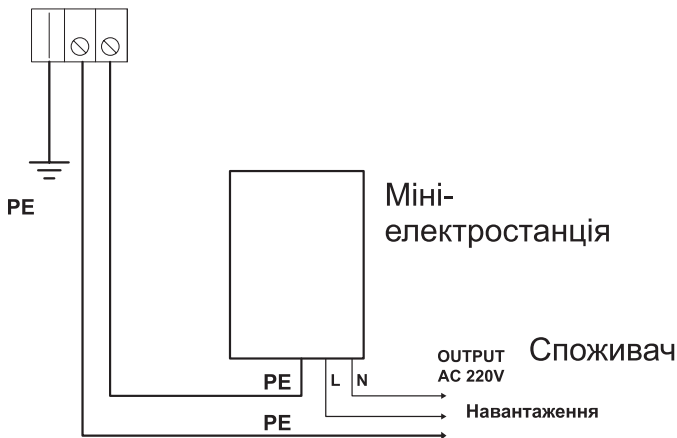 PE
Міні-
електростанція
OUTPUT
AC 220V
Споживач
PE
L
N
Навантаження
PE